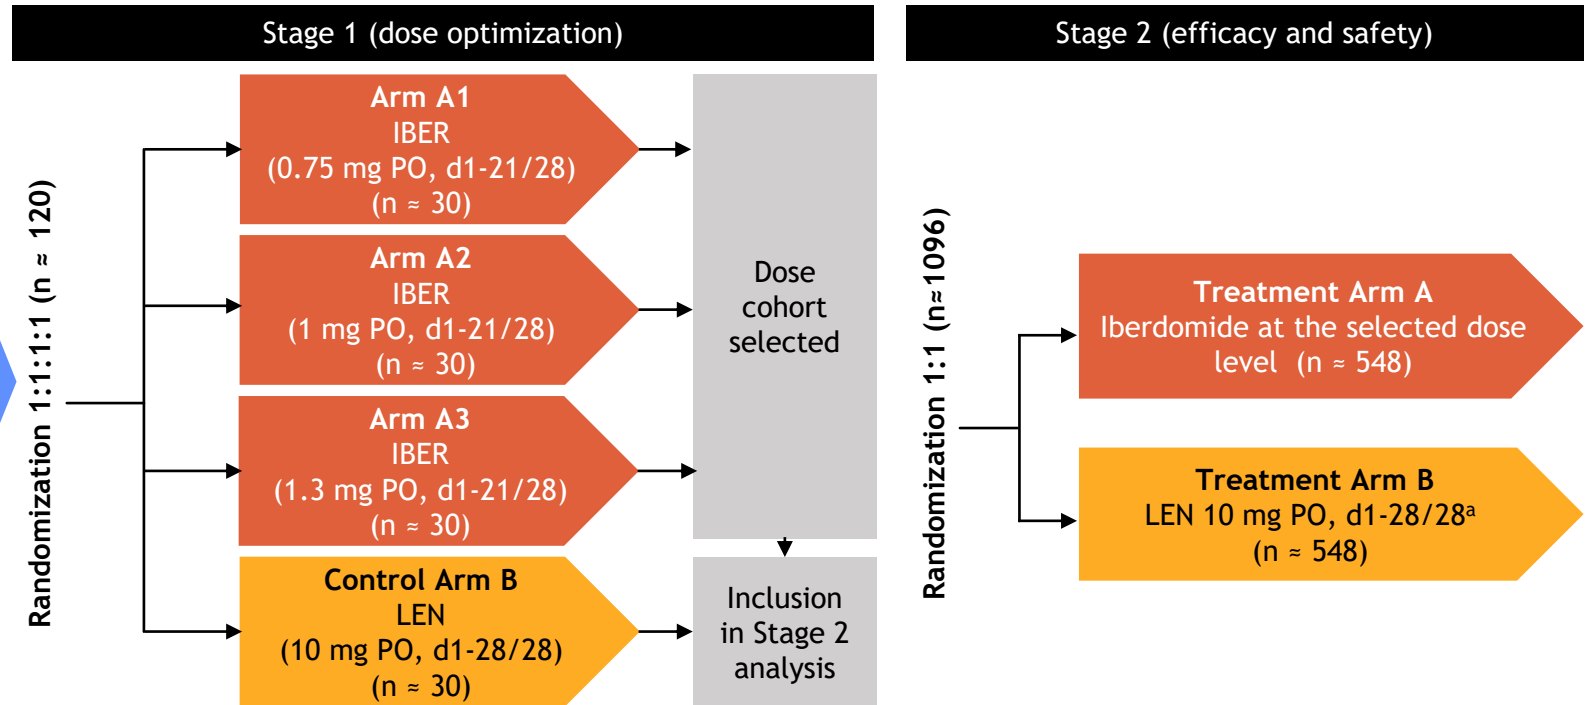 Stage 1 (dose optimization)
Randomization 1:1:1:1 (n ≈ 120)
Arm A1
IBER
(0.75 mg PO, d1-21/28)
(n ≈ 30)
Arm A2
IBER
(1 mg PO, d1-21/28)
(n ≈ 30)
Arm A3
IBER
(1.3 mg PO, d1-21/28)
(n ≈ 30)
Control Arm B
LEN
(10 mg PO, d1-28/28)
(n ≈ 30)
Dose
cohort
selected
Inclusion
in Stage 2
analysis
Stage 2 (efficacy and safety)
Randomization 1:1 (n≈1096)
Treatment Arm A
Iberdomide at the selected dose
level (n ≈ 548)
Treatment Arm B
LEN 10 mg PO, d1-28/28ᵃ
(n ≈ 548)